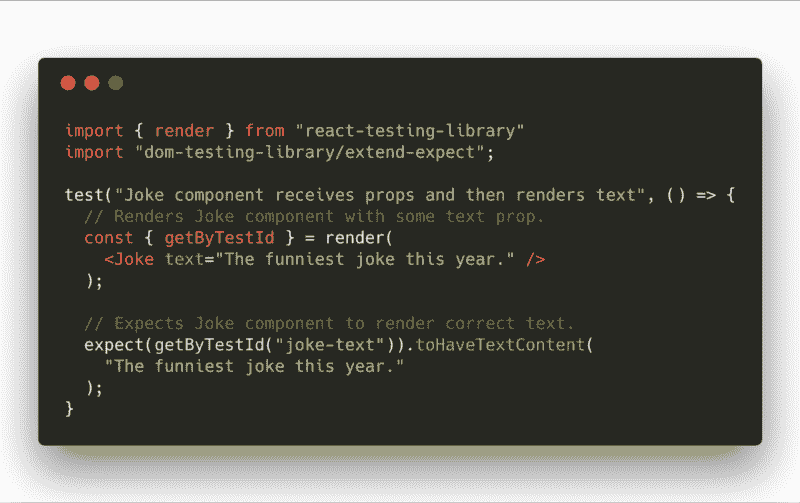 import { render } from "react-testing-library"
import "dom-testing-library/extend-expect";
test("Joke component receives props and then renders text", () => {
// Renders Joke component with some text prop.
const { getByTestId } = render(
<Joke text="The funniest joke this year." />
);
// Expects Joke component to render correct text.
expect(getByTestId("joke-text")).toHaveTextContent(
"The funniest joke this year."
);
}